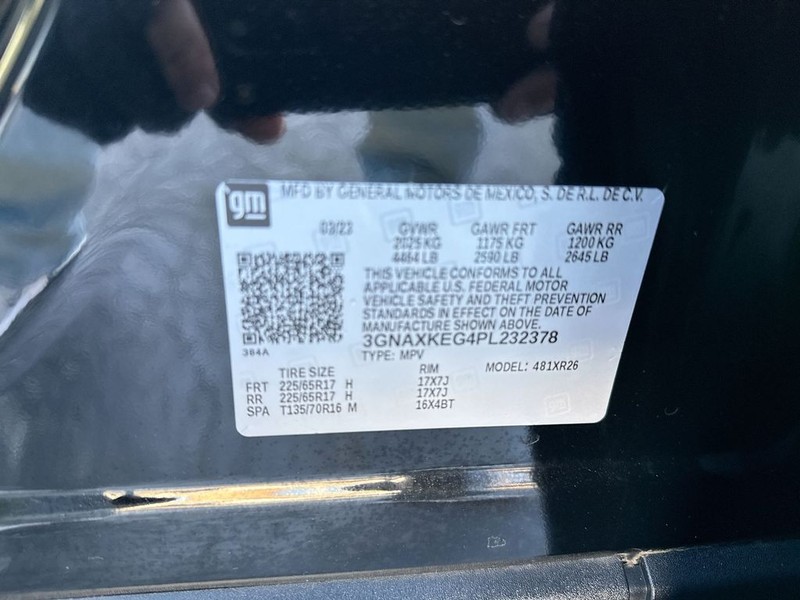 gm MFD BY GENERAL MOTORS DE MEXICO, S. DE R.L. DE C.V.
03/23 GVWR GAWR FRT GAWR RR
2025 KG 1175 KG 1200 KG
4464 LB 2590 LB 2645 LB
THIS VEHICLE CONFORMS TO ALL
APPLICABLE U.S. FEDERAL MOTOR
VEHICLE SAFETY AND THEFT PREVENTION
STANDARDS IN EFFECT ON THE DATE OF
MANUFACTURE SHOWN ABOVE.
3GNAXKEG4PL232378
384A
TYPE: MPV
TIRE SIZE RIM MODEL: 481XR26
FRT 225/65R17 H 17X7J
RR 225/65R17 H 17X7J
SPA T135/70R16 M 16X4BT